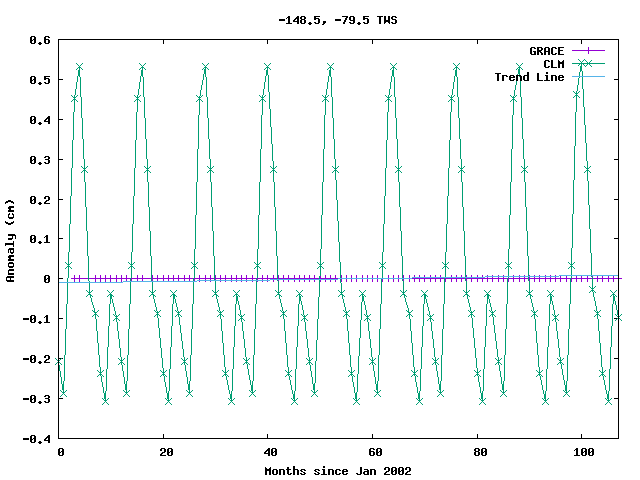 -148.5, -79.5 TWS
GRACE
CLM
Trend Line
0.6
0.5
0.4
0.3
0.2
0.1
0
-0.1
-0.2
-0.3
-0.4
Anomaly (cm)
0 20 40 60 80 100
Months since Jan 2002